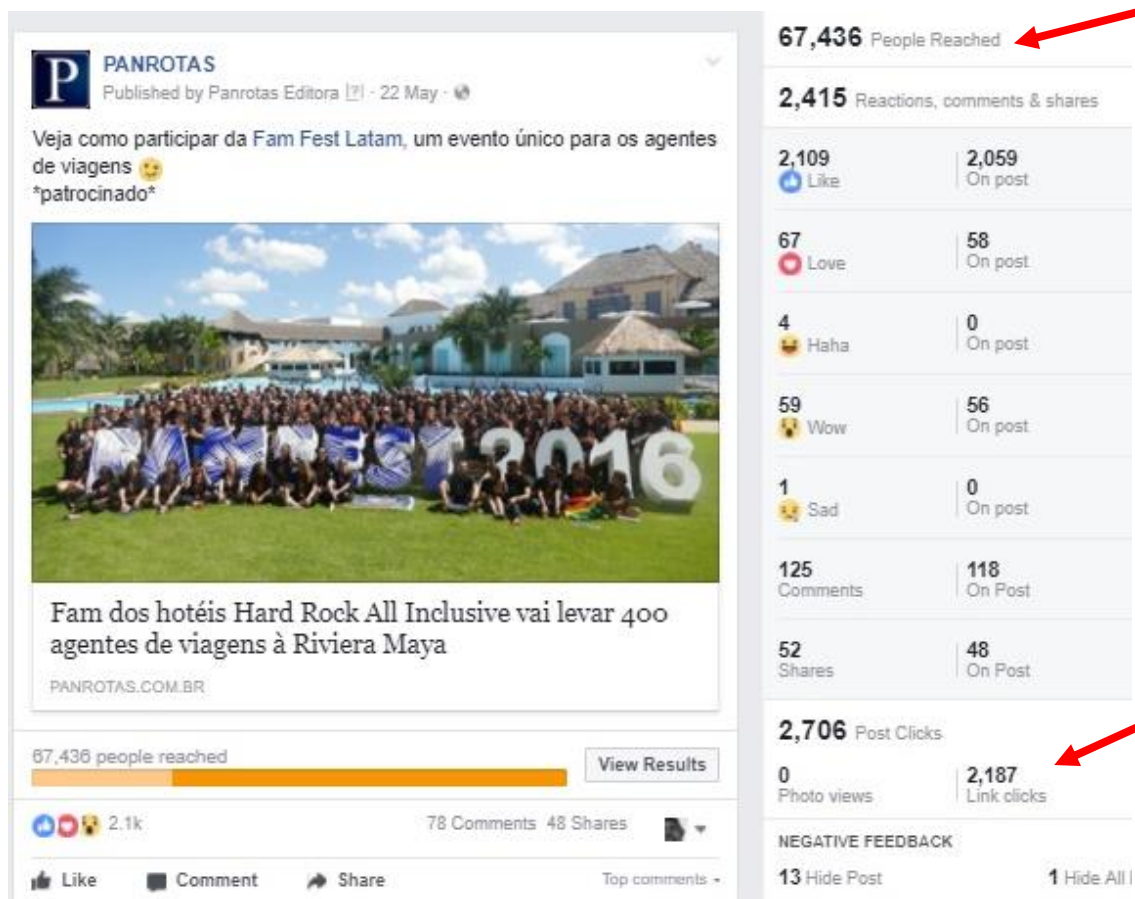 P
PANROTAS
Published by Panrotas Editora [?] · 22 May ·
Veja como participar da Fam Fest Latam, um evento único para os agentes
de viagens
*patrocinado*
2016
Fam dos hotéis Hard Rock All Inclusive vai levar 400
agentes de viagens à Riviera Maya
PANROTAS.COM.BR
67,436 people reached
View Results
2.1k 78 Comments 48 Shares
Like Comment Share Top comments
67,436 People Reached
2,415 Reactions, comments & shares
2,109 2,059
Like On post
67 58
Love On post
4 0
Haha On post
59 56
Wow On post
1 0
Sad On post
125 118
Comments On Post
52 48
Shares On Post
2,706 Post Clicks
0 2,187
Photo views Link clicks
NEGATIVE FEEDBACK
13 Hide Post 1 Hide All